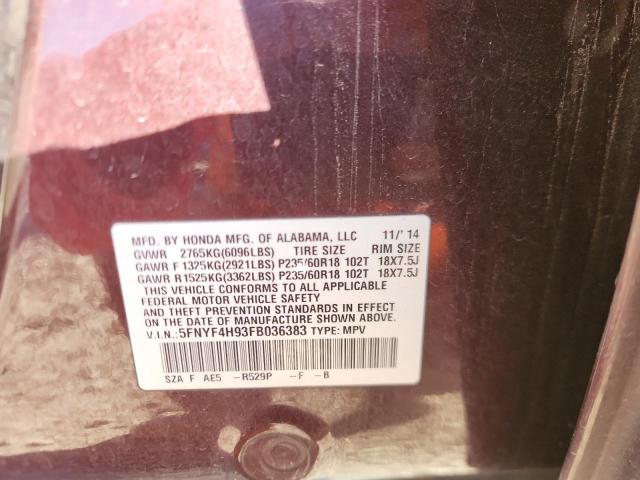 MFD. BY HONDA MFG. OF ALABAMA, LLC 11/'14
GVWR 2765KG(6096LBS) TIRE SIZE RIM SIZE
GAWR F 1325KG(2921LBS) P235/60R18 102T 18X7.5J
GAWR R1525KG(3362LBS) P235/60R18 102T 18X7.5J
THIS VEHICLE CONFORMS TO ALL APPLICABLE
FEDERAL MOTOR VEHICLE SAFETY
AND THEFT PREVENTION STANDARDS IN EFFECT
ON THE DATE OF MANUFACTURE SHOWN ABOVE.
V.I.N.: 5FNYF4H93FB036383 TYPE: MPV
SZA F AE5 -R529P -F -B